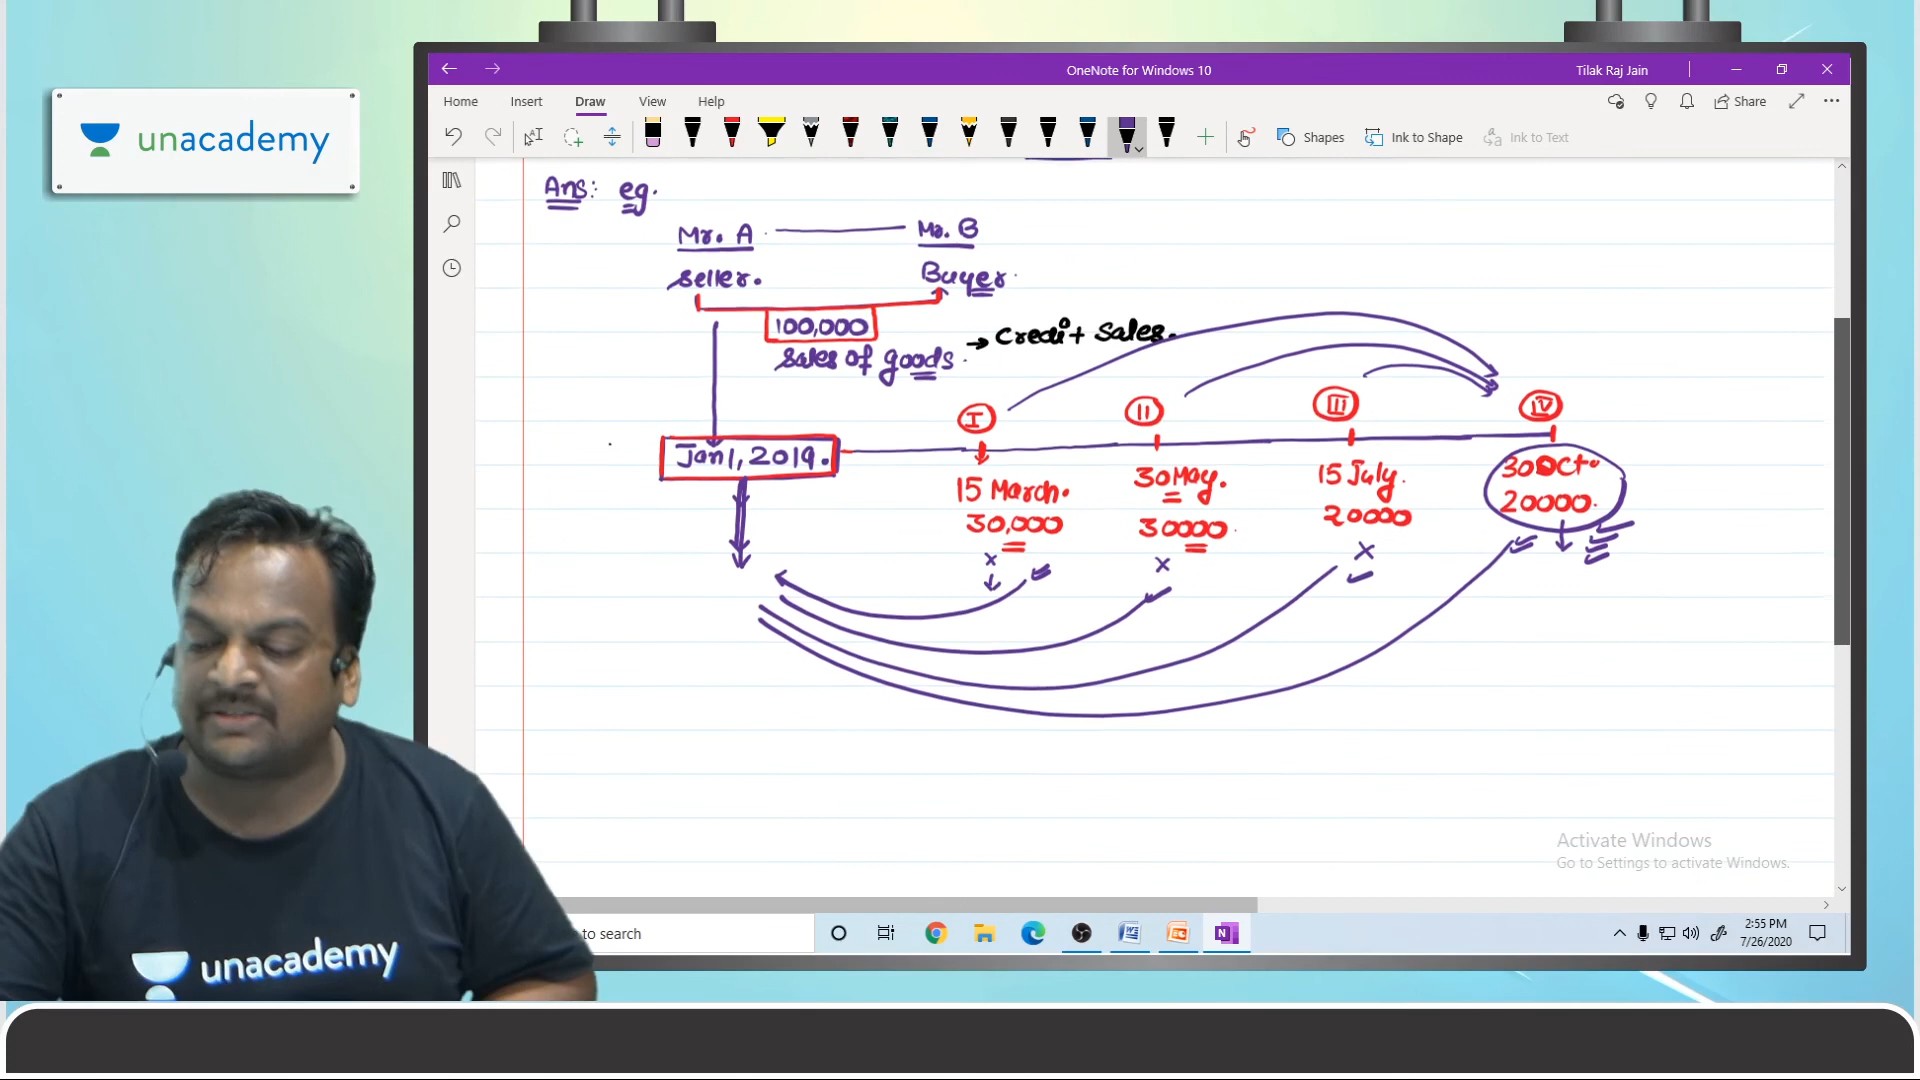 unacademy
OneNote for Windows 10
Tilak Raj Jain
Home Insert Draw View Help
Share
Shapes
Ink to Shape
Ink to Text
Ans: eg.
Mr. A Mr. B
Seller. Buyer
100,000
Sales of goods
→ Credit Sales.
I II III IV
Jan 1, 2019.
15 March. 30 May. 15 July. 30 Oct.
30,000 30000 20000 20000.
x x x
Activate Windows
Go to Settings to activate Windows.
unacademy
to search
2:55 PM
7/26/2020